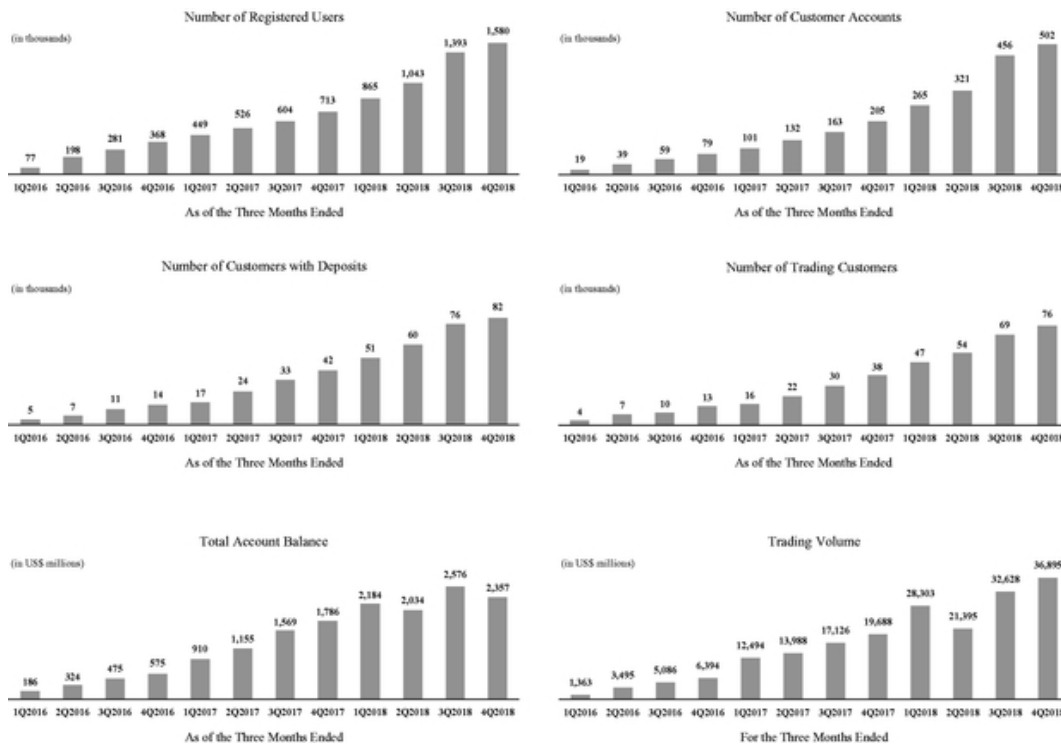 Number of Registered Users
(in thousands)
77 198 281 368 449 526 604 713 865 1,043 1,393 1,580
1Q2016 2Q2016 3Q2016 4Q2016 1Q2017 2Q2017 3Q2017 4Q2017 1Q2018 2Q2018 3Q2018 4Q2018
As of the Three Months Ended
Number of Customer Accounts
(in thousands)
19 39 59 79 101 132 163 205 265 321 456 502
1Q2016 2Q2016 3Q2016 4Q2016 1Q2017 2Q2017 3Q2017 4Q2017 1Q2018 2Q2018 3Q2018 4Q2018
As of the Three Months Ended
Number of Customers with Deposits
(in thousands)
5 7 11 14 17 24 33 42 51 60 76 82
1Q2016 2Q2016 3Q2016 4Q2016 1Q2017 2Q2017 3Q2017 4Q2017 1Q2018 2Q2018 3Q2018 4Q2018
As of the Three Months Ended
Number of Trading Customers
(in thousands)
4 7 10 13 16 22 30 38 47 54 69 76
1Q2016 2Q2016 3Q2016 4Q2016 1Q2017 2Q2017 3Q2017 4Q2017 1Q2018 2Q2018 3Q2018 4Q2018
As of the Three Months Ended
Total Account Balance
(in US$ millions)
186 324 475 575 910 1,155 1,569 1,786 2,184 2,034 2,576 2,357
1Q2016 2Q2016 3Q2016 4Q2016 1Q2017 2Q2017 3Q2017 4Q2017 1Q2018 2Q2018 3Q2018 4Q2018
As of the Three Months Ended
Trading Volume
(in US$ millions)
1,363 3,495 5,086 6,394 12,494 13,988 17,126 19,688 28,303 21,395 32,628 36,895
1Q2016 2Q2016 3Q2016 4Q2016 1Q2017 2Q2017 3Q2017 4Q2017 1Q2018 2Q2018 3Q2018 4Q2018
For the Three Months Ended